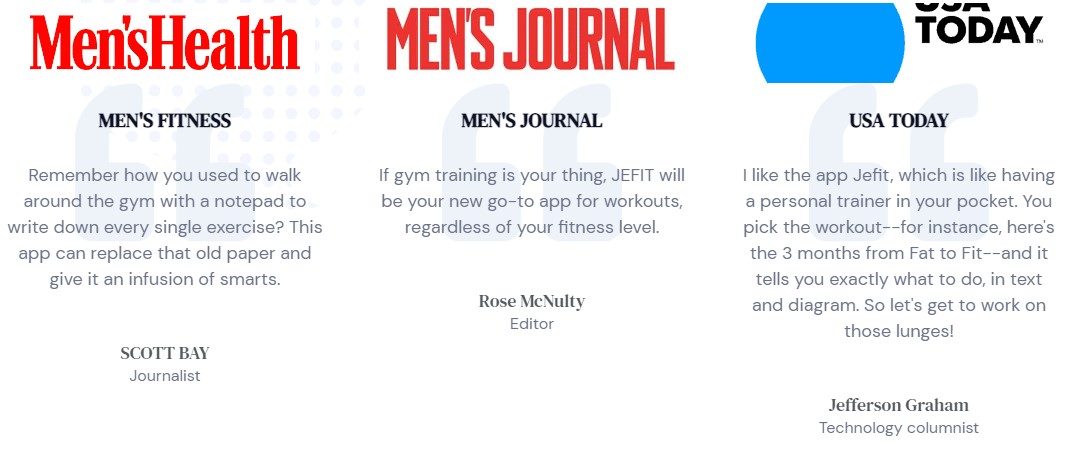 Men'sHealth
MEN'S FITNESS
Remember how you used to walk
around the gym with a notepad to
write down every single exercise? This
app can replace that old paper and
give it an infusion of smarts.
SCOTT BAY
Journalist
MEN'S JOURNAL
MEN'S JOURNAL
If gym training is your thing, JEFIT will
be your new go-to app for workouts,
regardless of your fitness level.
Rose McNulty
Editor
USA
TODAY™
USA TODAY
I like the app Jefit, which is like having
a personal trainer in your pocket. You
pick the workout--for instance, here's
the 3 months from Fat to Fit--and it
tells you exactly what to do, in text
and diagram. So let's get to work on
those lunges!
Jefferson Graham
Technology columnist